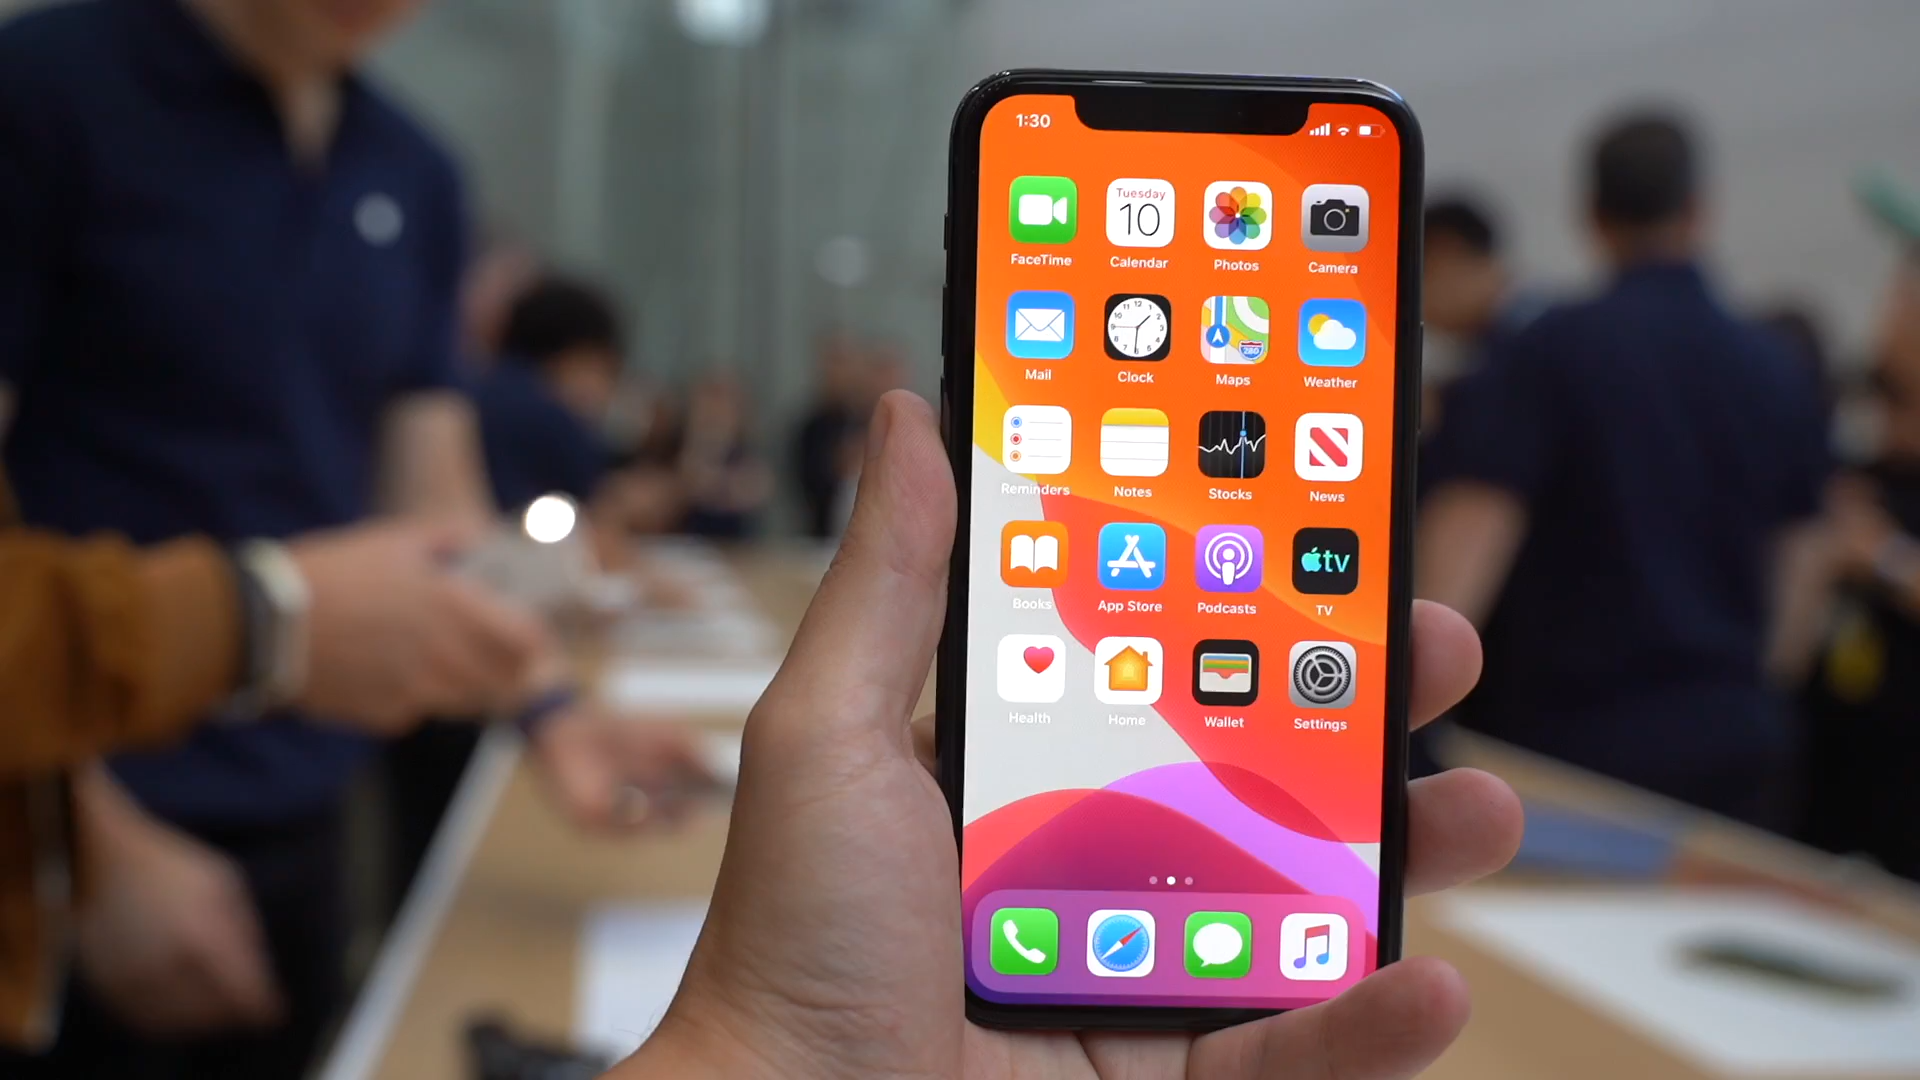 1:30
Tuesday
10
FaceTime
Calendar
Photos
Camera
280
Mail
Clock
Maps
Weather
Reminders
Notes
Stocks
News
tv
Books
App Store
Podcasts
TV
Health
Home
Wallet
Settings